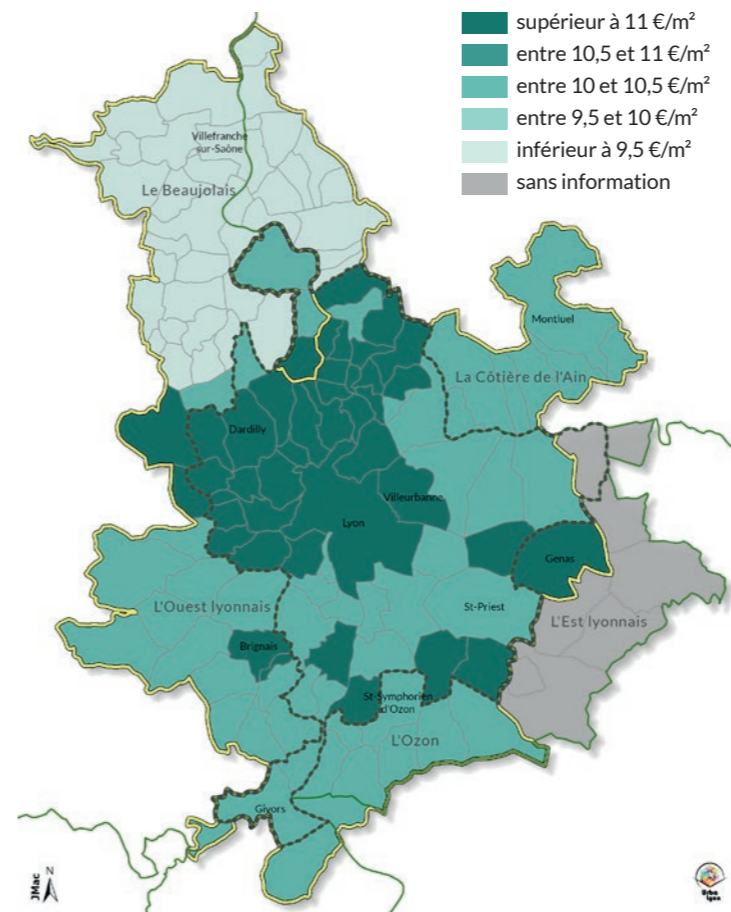 supérieur à 11 €/m²
entre 10,5 et 11 €/m²
entre 10 et 10,5 €/m²
entre 9,5 et 10 €/m²
inférieur à 9,5 €/m²
sans information
Villefranche
sur-Saône
Le Beaujolais
Montluel
La Côtière de l'Ain
Dardilly
Villeurbanne
Lyon
Genas
L'Ouest lyonnais
St-Priest
L'Est lyonnais
Brignais
St-Symphorien
d'Ozon
L'Ozon
Givors
JMac
N
Urba
lyon